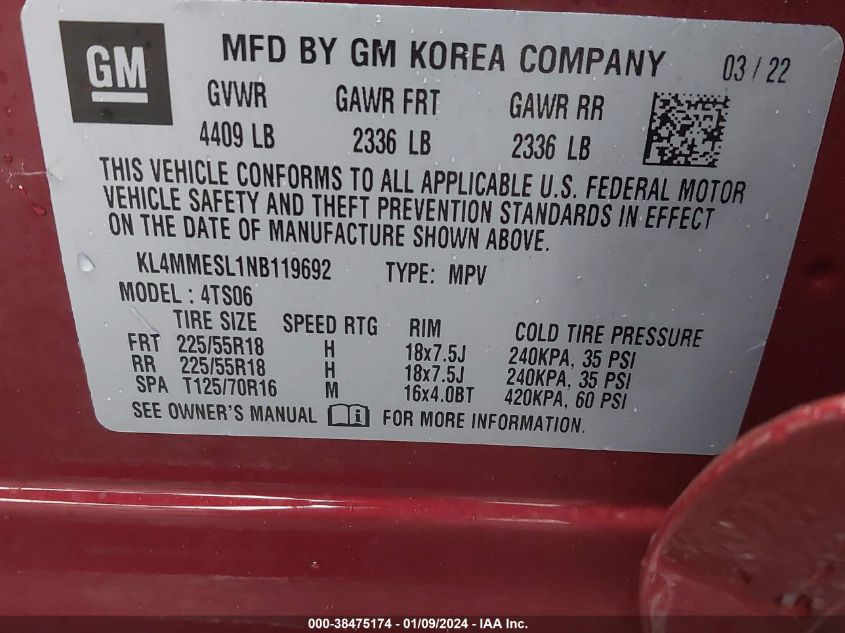 GM MFD BY GM KOREA COMPANY 03 / 22
GVWR GAWR FRT GAWR RR
4409 LB 2336 LB 2336 LB
THIS VEHICLE CONFORMS TO ALL APPLICABLE U.S. FEDERAL MOTOR
VEHICLE SAFETY AND THEFT PREVENTION STANDARDS IN EFFECT
ON THE DATE OF MANUFACTURE SHOWN ABOVE.
KL4MMESL1NB119692 TYPE: MPV
MODEL : 4TS06
TIRE SIZE SPEED RTG RIM COLD TIRE PRESSURE
FRT 225/55R18 H 18x7.5J 240KPA, 35 PSI
RR 225/55R18 H 18x7.5J 240KPA, 35 PSI
SPA T125/70R16 M 16x4.0BT 420KPA, 60 PSI
SEE OWNER'S MANUAL FOR MORE INFORMATION.
000-38475174 - 01/09/2024 - IAA Inc.